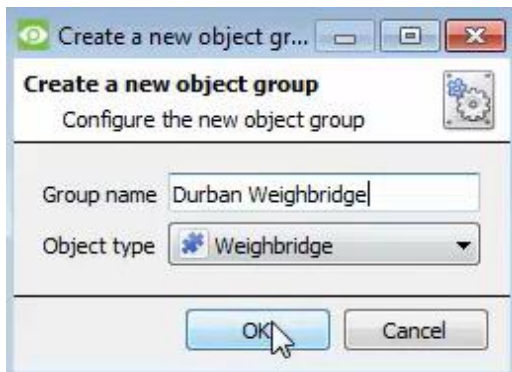 Create a new object gr...
Create a new object group
Configure the new object group
Group name Durban Weighbridge
Object type Weighbridge
OK Cancel